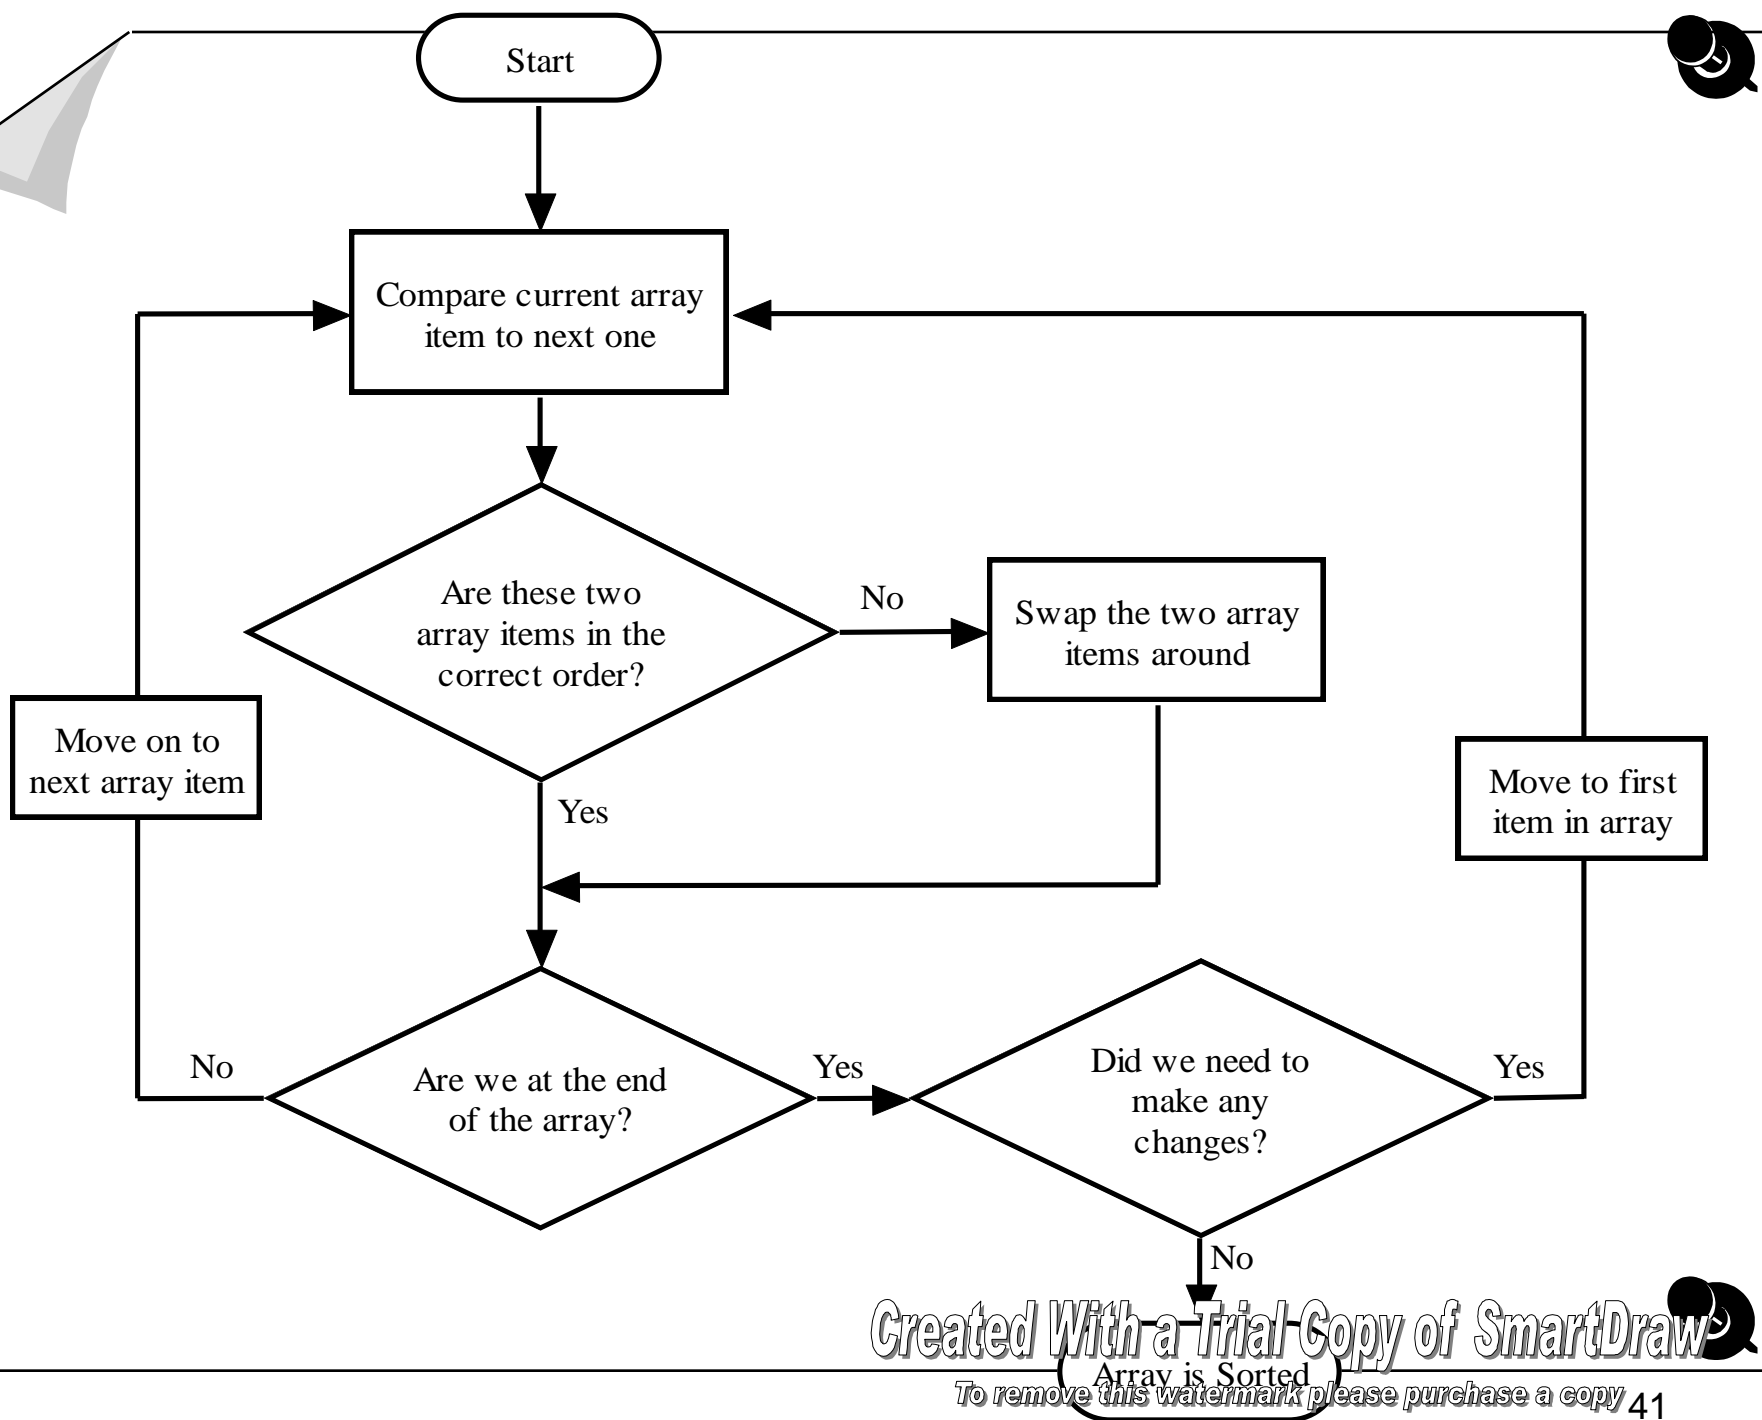 Start
Compare current array
item to next one
Are these two
array items in the
correct order?
No
Swap the two array
items around
Move on to
next array item
Yes
Move to first
item in array
No
Are we at the end
of the array?
Yes
Did we need to
make any
changes?
Yes
No
Created With a Trial Copy of SmartDraw
Array is Sorted
To remove this watermark please purchase a copy
41